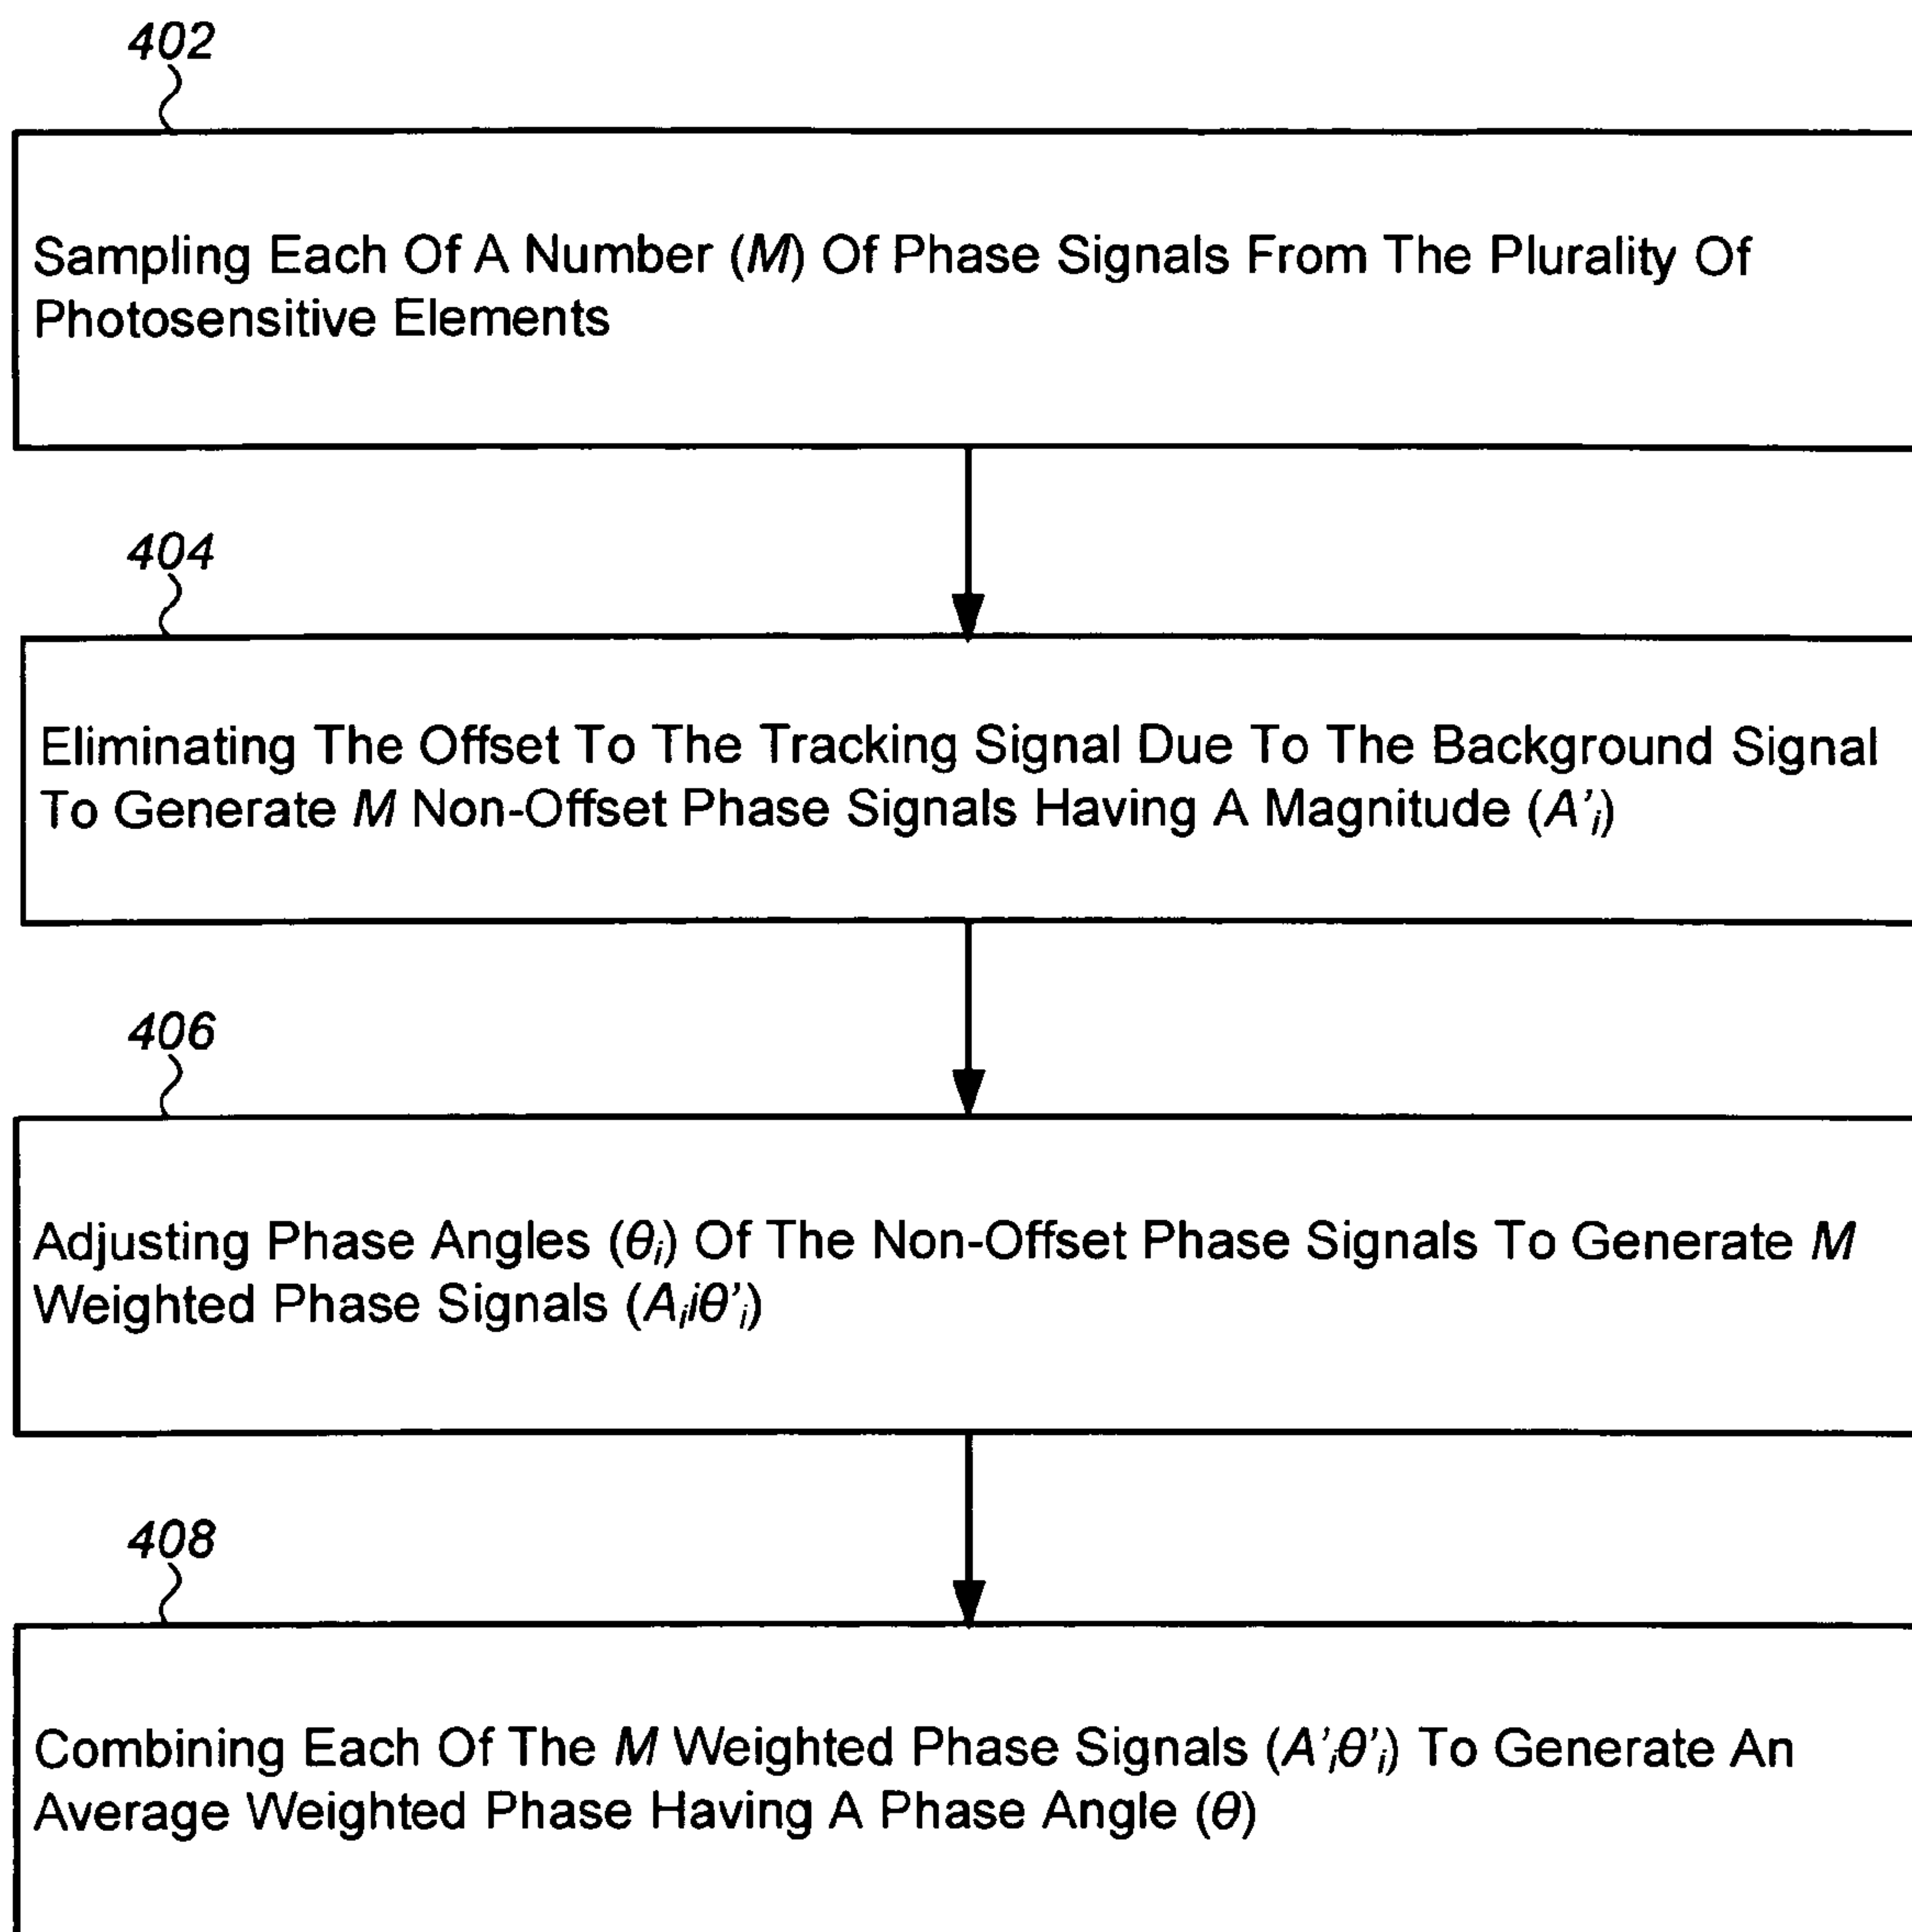 402
Sampling Each Of A Number (M) Of Phase Signals From The Plurality Of
Photosensitive Elements
404
Eliminating The Offset To The Tracking Signal Due To The Background Signal
To Generate M Non-Offset Phase Signals Having A Magnitude (A'i)
406
Adjusting Phase Angles (θi) Of The Non-Offset Phase Signals To Generate M
Weighted Phase Signals (Aiiθ'i)
408
Combining Each Of The M Weighted Phase Signals (A'iθ'i) To Generate An
Average Weighted Phase Having A Phase Angle (θ)